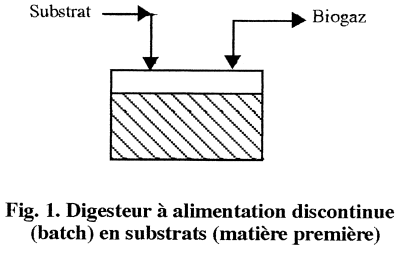 Substrat
Biogaz
Fig. 1. Digesteur à alimentation discontinue
(batch) en substrats (matière première)